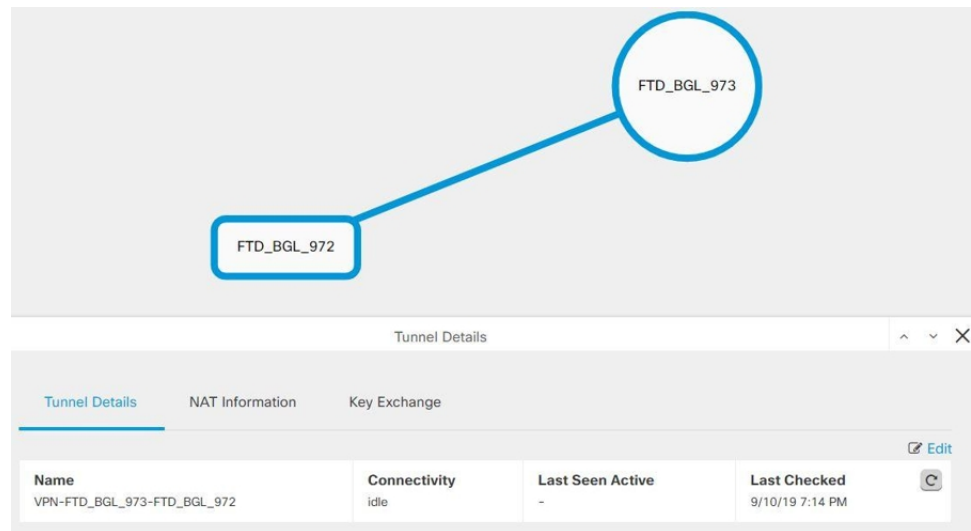 FTD_BGL_973
FTD_BGL_972
Tunnel Details
Tunnel Details NAT Information Key Exchange
Edit
Name Connectivity Last Seen Active Last Checked
VPN-FTD_BGL_973-FTD_BGL_972 idle - 9/10/19 7:14 PM